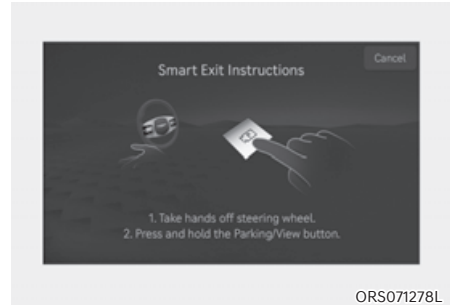 Cancel
Smart Exit Instructions
1. Take hands off steering wheel.
2. Press and hold the Parking/View button.
ORS071278L